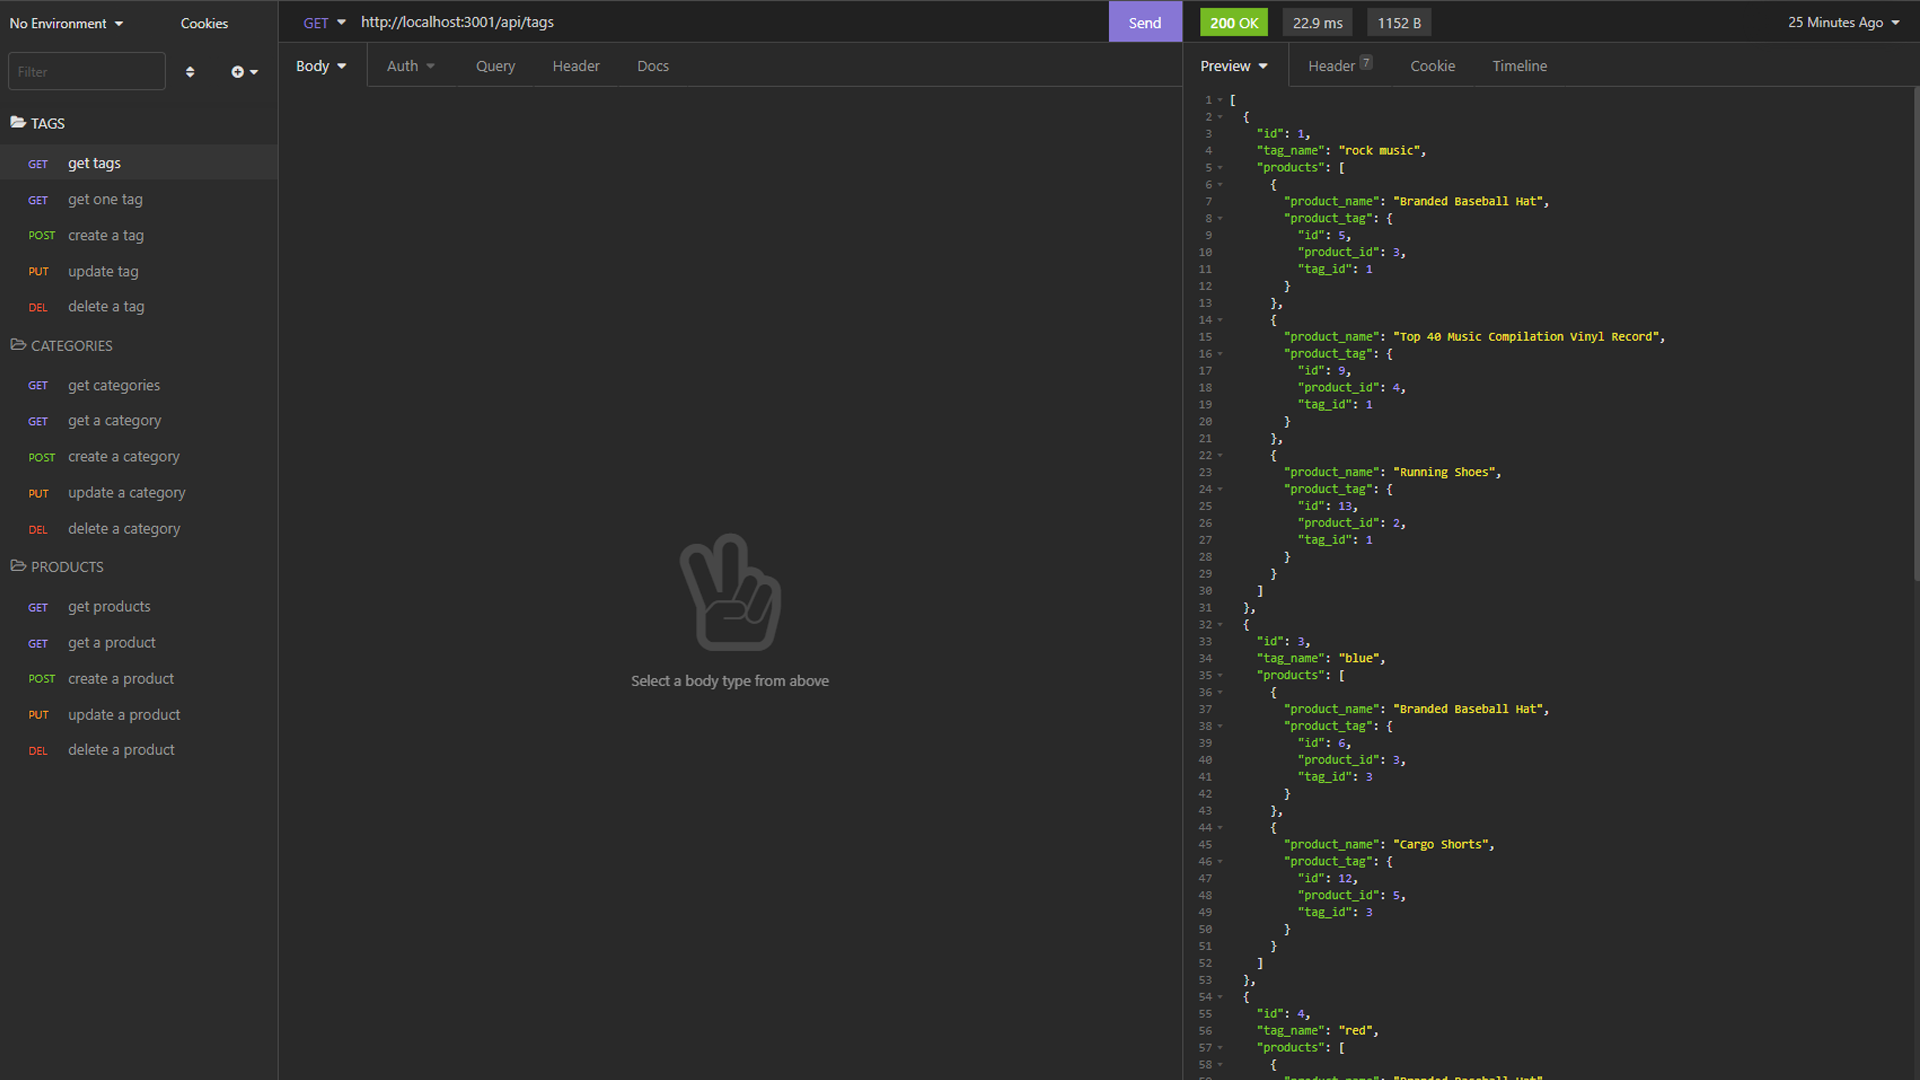 No Environment
Cookies
Filter
TAGS
GET get tags
GET get one tag
POST create a tag
PUT update tag
DEL delete a tag
CATEGORIES
GET get categories
GET get a category
POST create a category
PUT update a category
DEL delete a category
PRODUCTS
GET get products
GET get a product
POST create a product
PUT update a product
DEL delete a product
GET http://localhost:3001/api/tags Send
Body Auth Query Header Docs
Select a body type from above
200 OK 22.9 ms 1152 B 25 Minutes Ago
Preview Header 7 Cookie Timeline
1 [
2 {
3 "id": 1,
4 "tag_name": "rock music",
5 "products": [
6 {
7 "product_name": "Branded Baseball Hat",
8 "product_tag": {
9 "id": 5,
10 "product_id": 3,
11 "tag_id": 1
12 }
13 },
14 {
15 "product_name": "Top 40 Music Compilation Vinyl Record",
16 "product_tag": {
17 "id": 9,
18 "product_id": 4,
19 "tag_id": 1
20 }
21 },
22 {
23 "product_name": "Running Shoes",
24 "product_tag": {
25 "id": 13,
26 "product_id": 2,
27 "tag_id": 1
28 }
29 }
30 ]
31 },
32 {
33 "id": 3,
34 "tag_name": "blue",
35 "products": [
36 {
37 "product_name": "Branded Baseball Hat",
38 "product_tag": {
39 "id": 6,
40 "product_id": 3,
41 "tag_id": 3
42 }
43 },
44 {
45 "product_name": "Cargo Shorts",
46 "product_tag": {
47 "id": 12,
48 "product_id": 5,
49 "tag_id": 3
50 }
51 }
52 ]
53 },
54 {
55 "id": 4,
56 "tag_name": "red",
57 "products": [
58 {